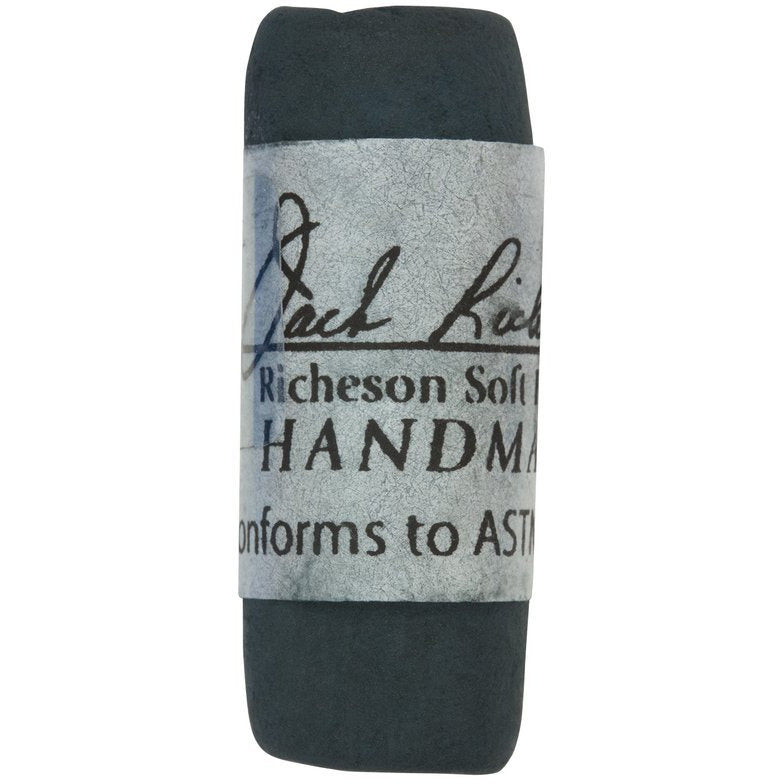 Jack Rich
Richeson Soft
HANDMA
onforms to ASTM